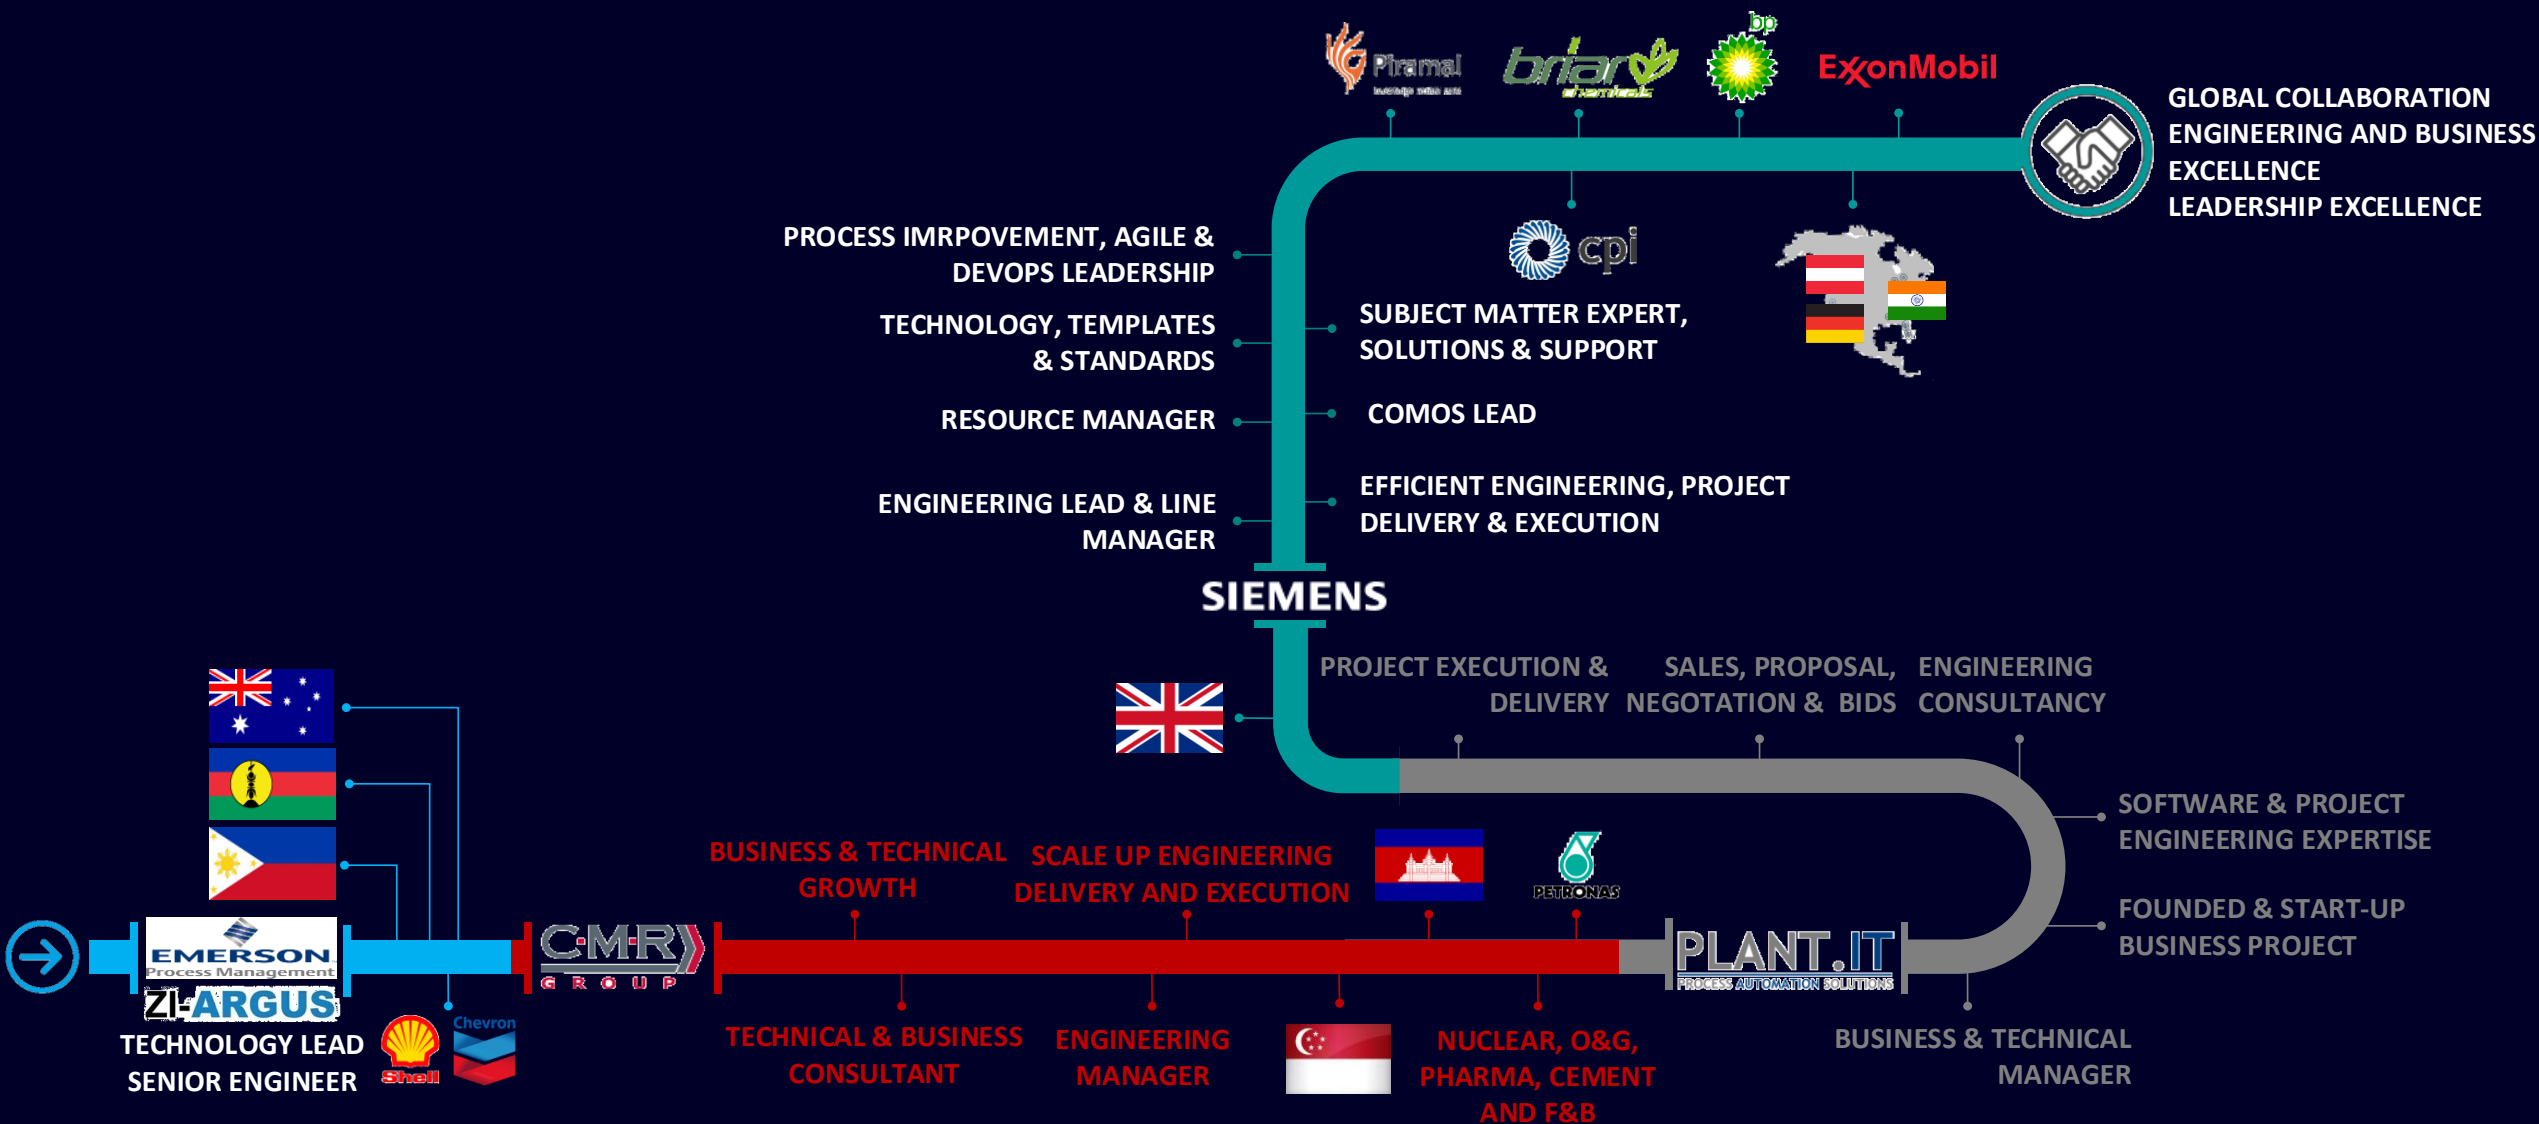 Piramal
knowledge action care
briar
chemicals
bp
ExxonMobil
GLOBAL COLLABORATION
ENGINEERING AND BUSINESS
EXCELLENCE
LEADERSHIP EXCELLENCE
PROCESS IMRPOVEMENT, AGILE &
DEVOPS LEADERSHIP
cpi
TECHNOLOGY, TEMPLATES
& STANDARDS
SUBJECT MATTER EXPERT,
SOLUTIONS & SUPPORT
RESOURCE MANAGER
COMOS LEAD
ENGINEERING LEAD & LINE
MANAGER
EFFICIENT ENGINEERING, PROJECT
DELIVERY & EXECUTION
SIEMENS
PROJECT EXECUTION &
DELIVERY
SALES, PROPOSAL,
NEGOTATION & BIDS
ENGINEERING
CONSULTANCY
SOFTWARE & PROJECT
ENGINEERING EXPERTISE
FOUNDED & START-UP
BUSINESS PROJECT
BUSINESS & TECHNICAL
GROWTH
SCALE UP ENGINEERING
DELIVERY AND EXECUTION
PETRONAS
EMERSON
Process Management
ZI-ARGUS
TECHNOLOGY LEAD
SENIOR ENGINEER
Shell
Chevron
C·M·R
GROUP
PLANT.IT
PROCESS AUTOMATION SOLUTIONS
TECHNICAL & BUSINESS
CONSULTANT
ENGINEERING
MANAGER
NUCLEAR, O&G,
PHARMA, CEMENT
AND F&B
BUSINESS & TECHNICAL
MANAGER